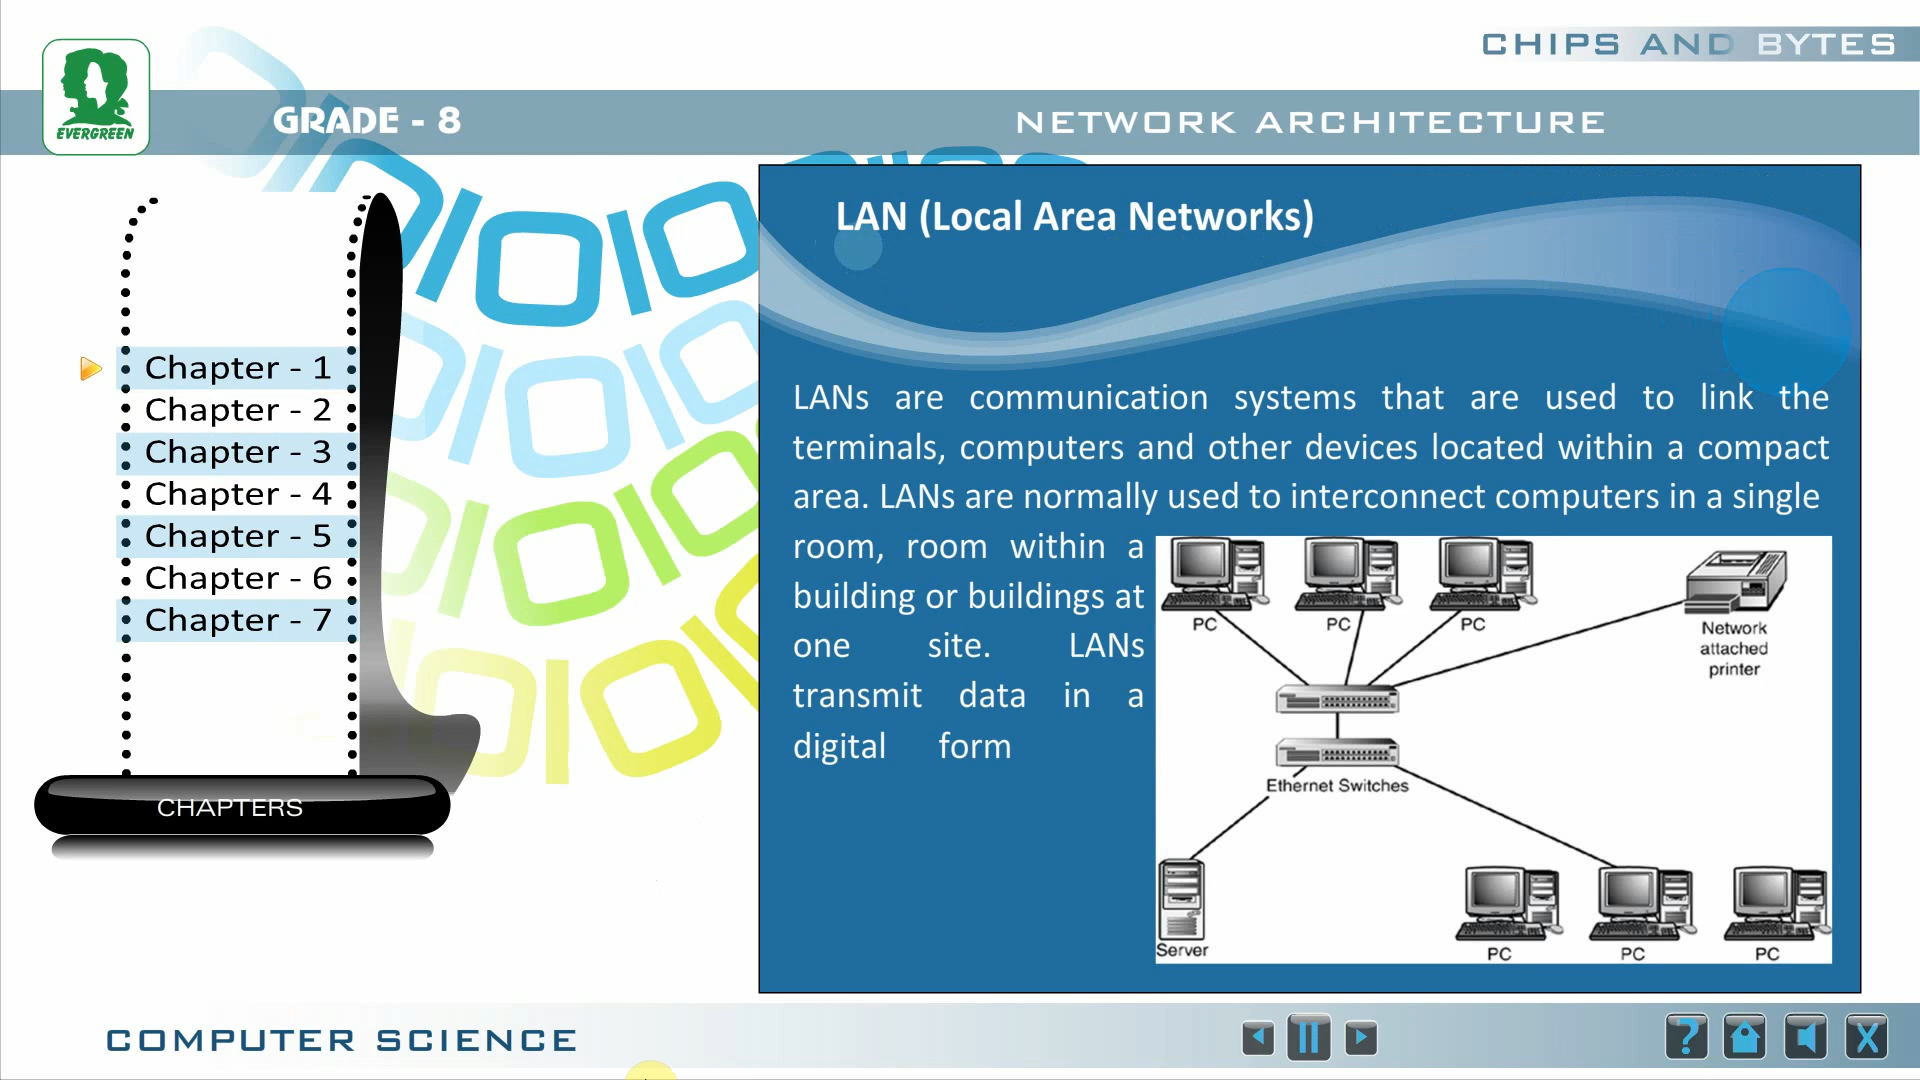 CHIPS AND BYTES
EVERGREEN
GRADE - 8
NETWORK ARCHITECTURE
Chapter - 1
Chapter - 2
Chapter - 3
Chapter - 4
Chapter - 5
Chapter - 6
Chapter - 7
CHAPTERS
LAN (Local Area Networks)
LANs are communication systems that are used to link the
terminals, computers and other devices located within a compact
area. LANs are normally used to interconnect computers in a single
room, room within a
building or buildings at
one site. LANs
transmit data in a
digital form
PC
PC
PC
Network
attached
printer
Ethernet Switches
Server
PC
PC
PC
COMPUTER SCIENCE
?
X